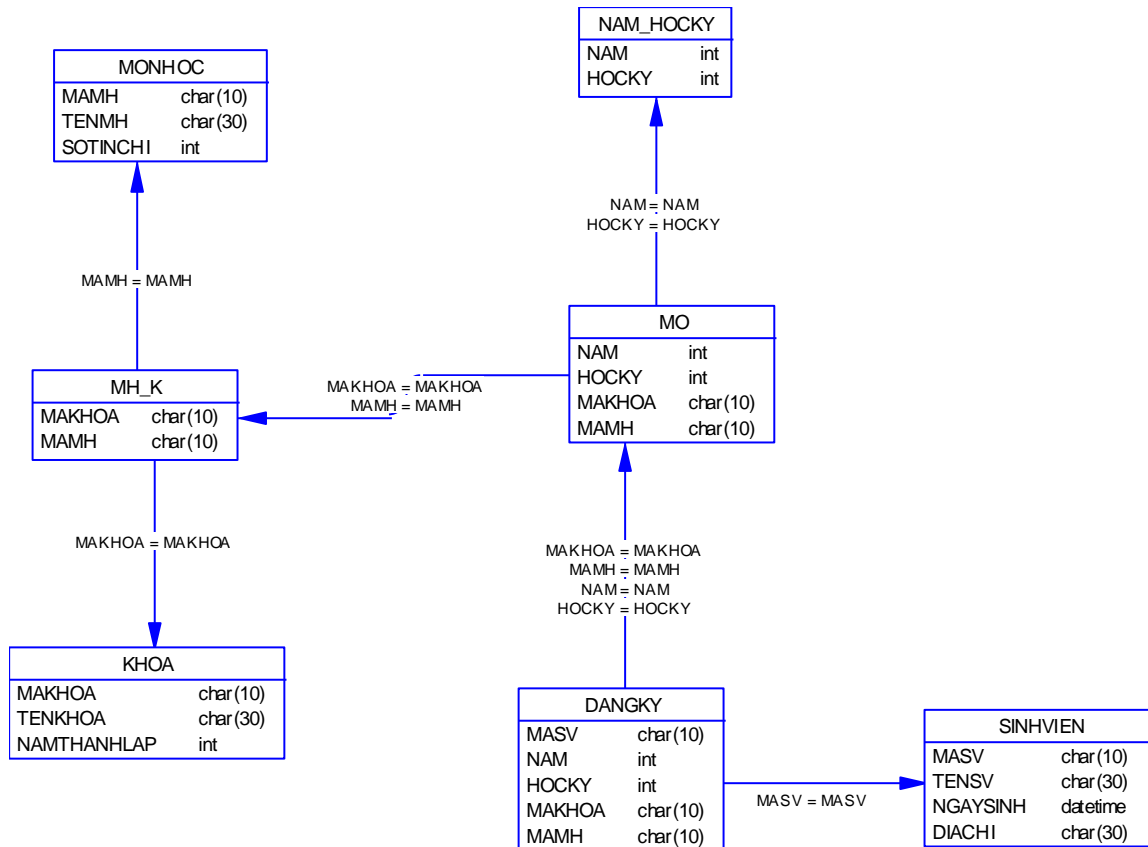 NAM_HOCKY
NAM int
HOCKY int
MONHOC
MAMH char(10)
TENMH char(30)
SOTINCHI int
NAM = NAM
HOCKY = HOCKY
MAMH = MAMH
MO
NAM int
HOCKY int
MAKHOA char(10)
MAMH char(10)
MH_K
MAKHOA char(10)
MAMH char(10)
MAKHOA = MAKHOA
MAMH = MAMH
MAKHOA = MAKHOA
MAKHOA = MAKHOA
MAMH = MAMH
NAM = NAM
HOCKY = HOCKY
KHOA
MAKHOA char(10)
TENKHOA char(30)
NAMTHANHLAP int
DANGKY
MASV char(10)
NAM int
HOCKY int
MAKHOA char(10)
MAMH char(10)
MASV = MASV
SINHVIEN
MASV char(10)
TENSV char(30)
NGAYSINH datetime
DIACHI char(30)